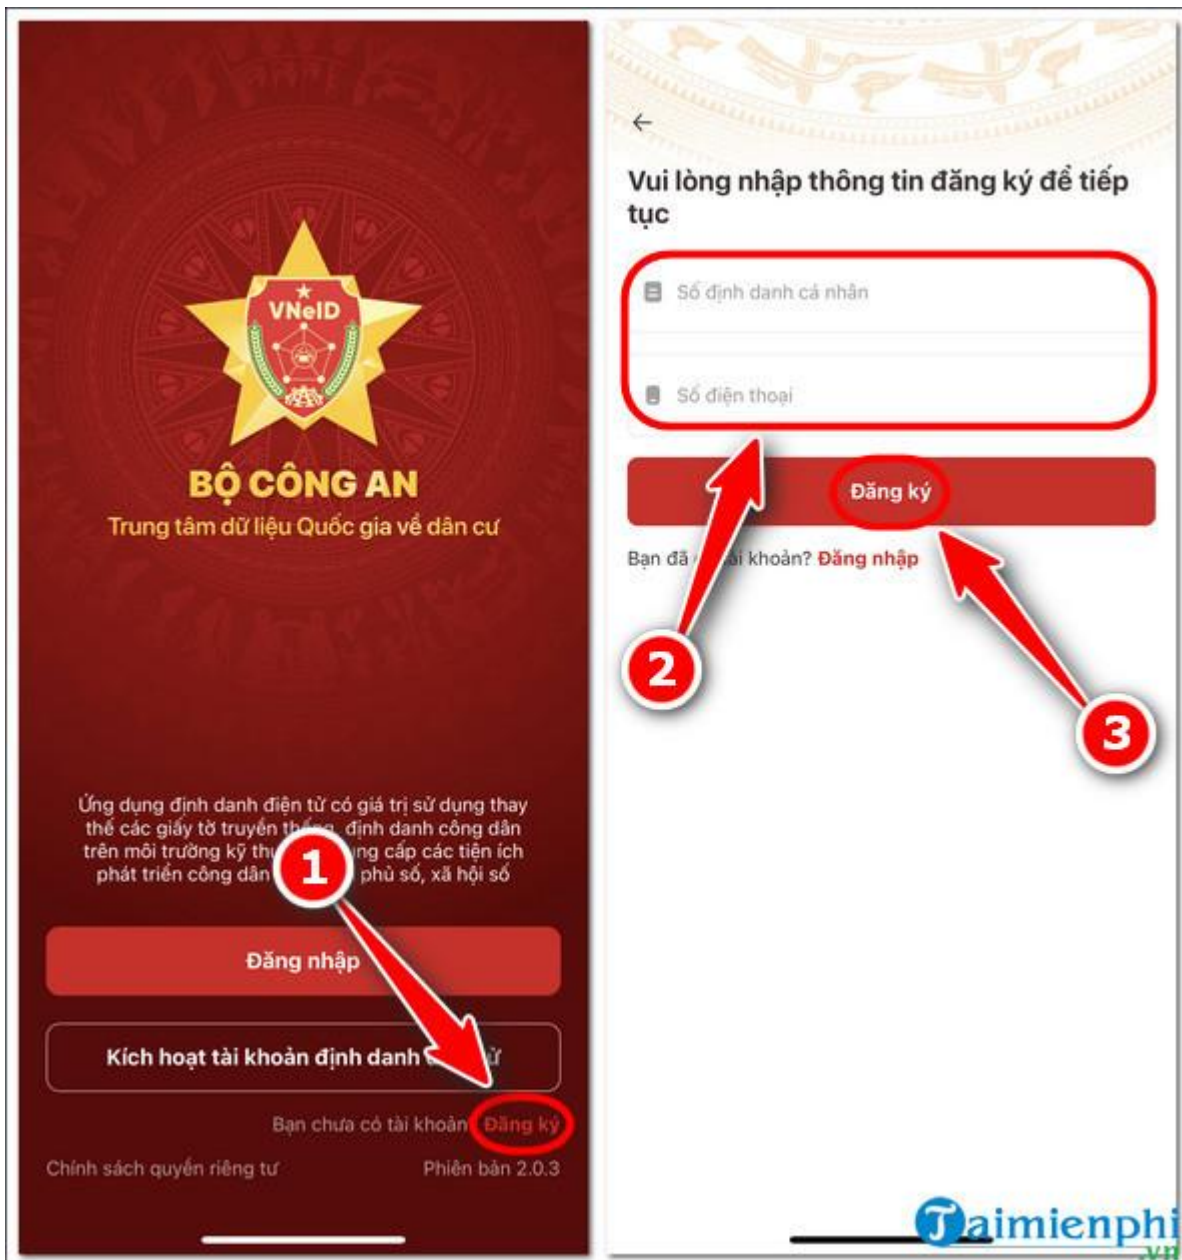 VNeID
BỘ CÔNG AN
Trung tâm dữ liệu Quốc gia về dân cư
Ứng dụng định danh điện tử có giá trị sử dụng thay
thế các giấy tờ truyền định danh công dân
trên môi trường kỹ cấp các tiện ích
phát triển công dân phủ số, xã hội số
1
Đăng nhập
Kích hoạt tài khoản định danh
Bạn chưa có tài khoản Đăng ký
Chính sách quyền riêng tư Phiên bản 2.0.3
←
Vui lòng nhập thông tin đăng ký để tiếp
tục
Số định danh cá nhân
Số điện thoại
Đăng ký
Bạn đã khoản? Đăng nhập
2
3
Taimienphi
.vn